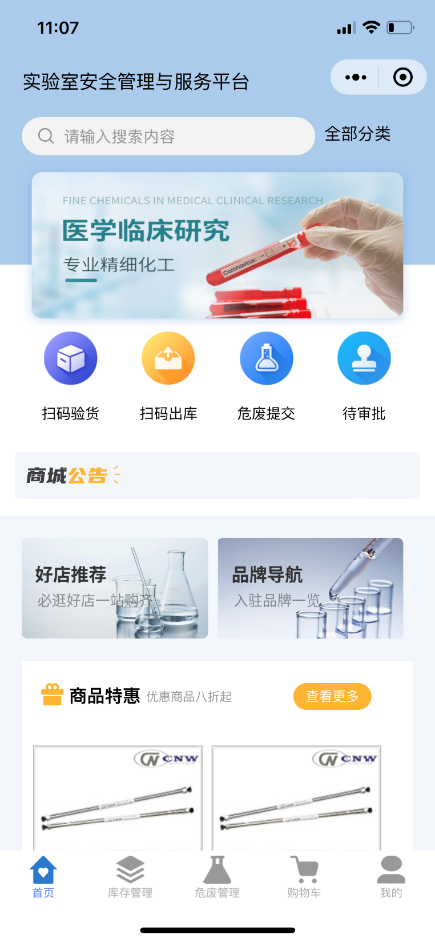 11:07
实验室安全管理与服务平台
请输入搜索内容
全部分类
FINE CHEMICALS IN MEDICAL CLINICAL RESEARCH
医学临床研究
专业精细化工
Coronavirus
扫码验货
扫码出库
危废提交
待审批
商城公告
好店推荐
必逛好店一站购齐
品牌导航
入驻品牌一览
商品特惠
优惠商品八折起
查看更多
CNW
CNW
首页
库存管理
危废管理
购物车
我的